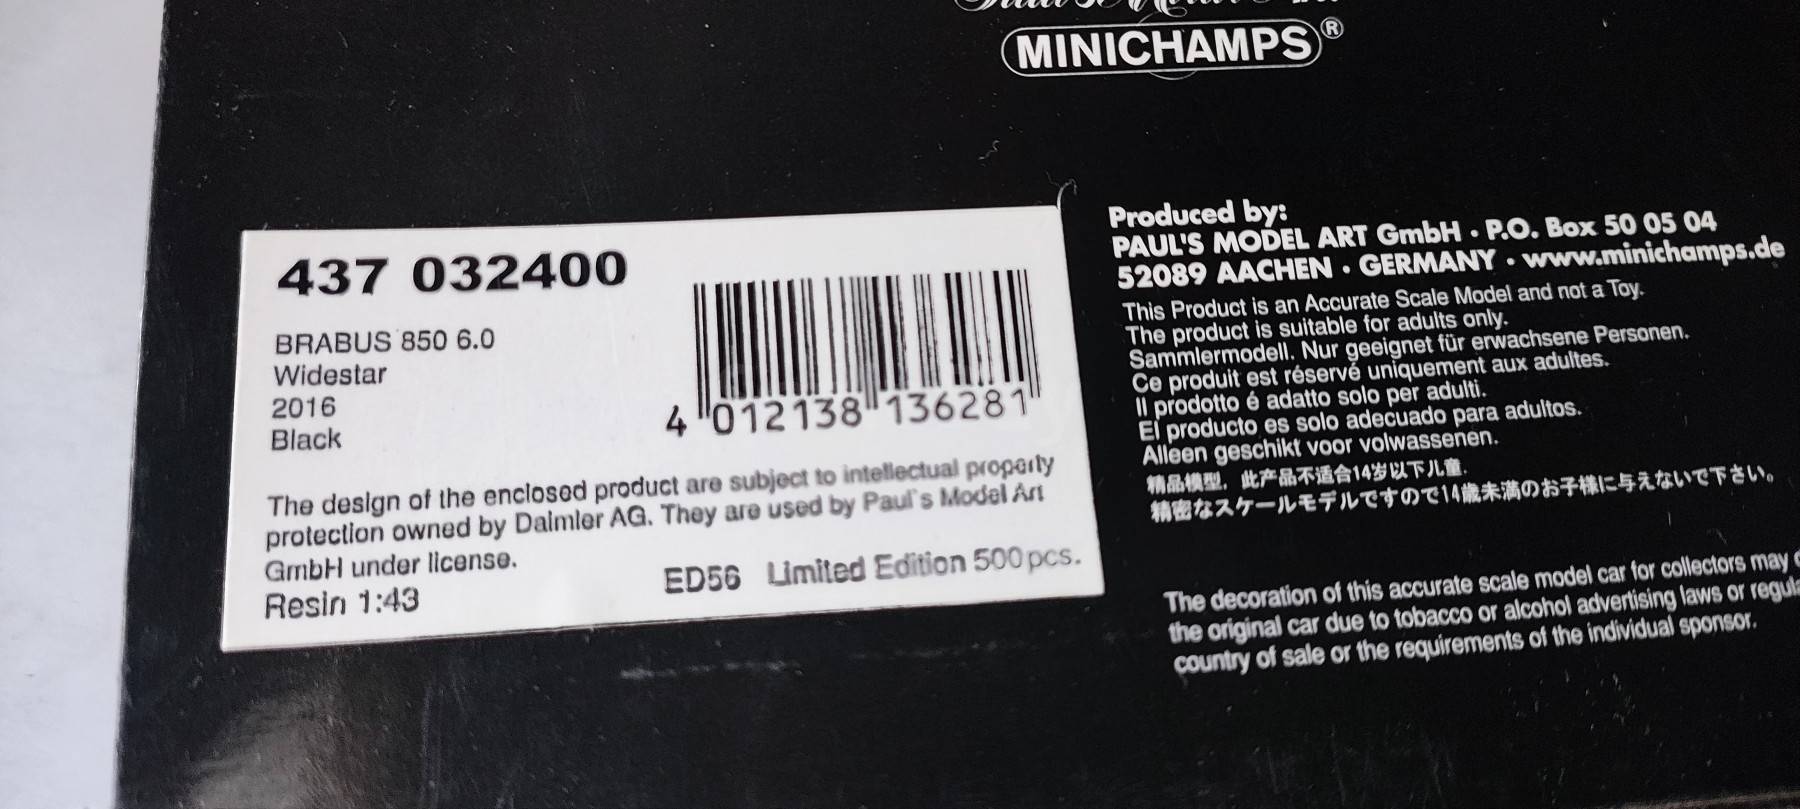 MINICHAMPS®
437 032400
BRABUS 850 6.0
Widestar
2016
Black
4 012138 136281
The design of the enclosed product are subject to intellectual property
protection owned by Daimler AG. They are used by Paul's Model Art
GmbH under license.
Resin 1:43
ED56 Limited Edition 500 pcs.
Produced by:
PAUL'S MODEL ART GmbH • P.O. Box 50 05 04
52089 AACHEN • GERMANY • www.minichamps.de
This Product is an Accurate Scale Model and not a Toy.
The product is suitable for adults only.
Sammlermodell. Nur geeignet für erwachsene Personen.
Ce produit est réservé uniquement aux adultes.
Il prodotto é adatto solo per adulti.
El producto es solo adecuado para adultos.
Alleen geschikt voor volwassenen.
精品模型，此产品不适合14岁以下儿童.
精密なスケールモデルですので14歳未満のお子様に与えないで下さい。
The decoration of this accurate scale model car for collectors may
the original car due to tobacco or alcohol advertising laws or
country of sale or the requirements of the individual sponsor.